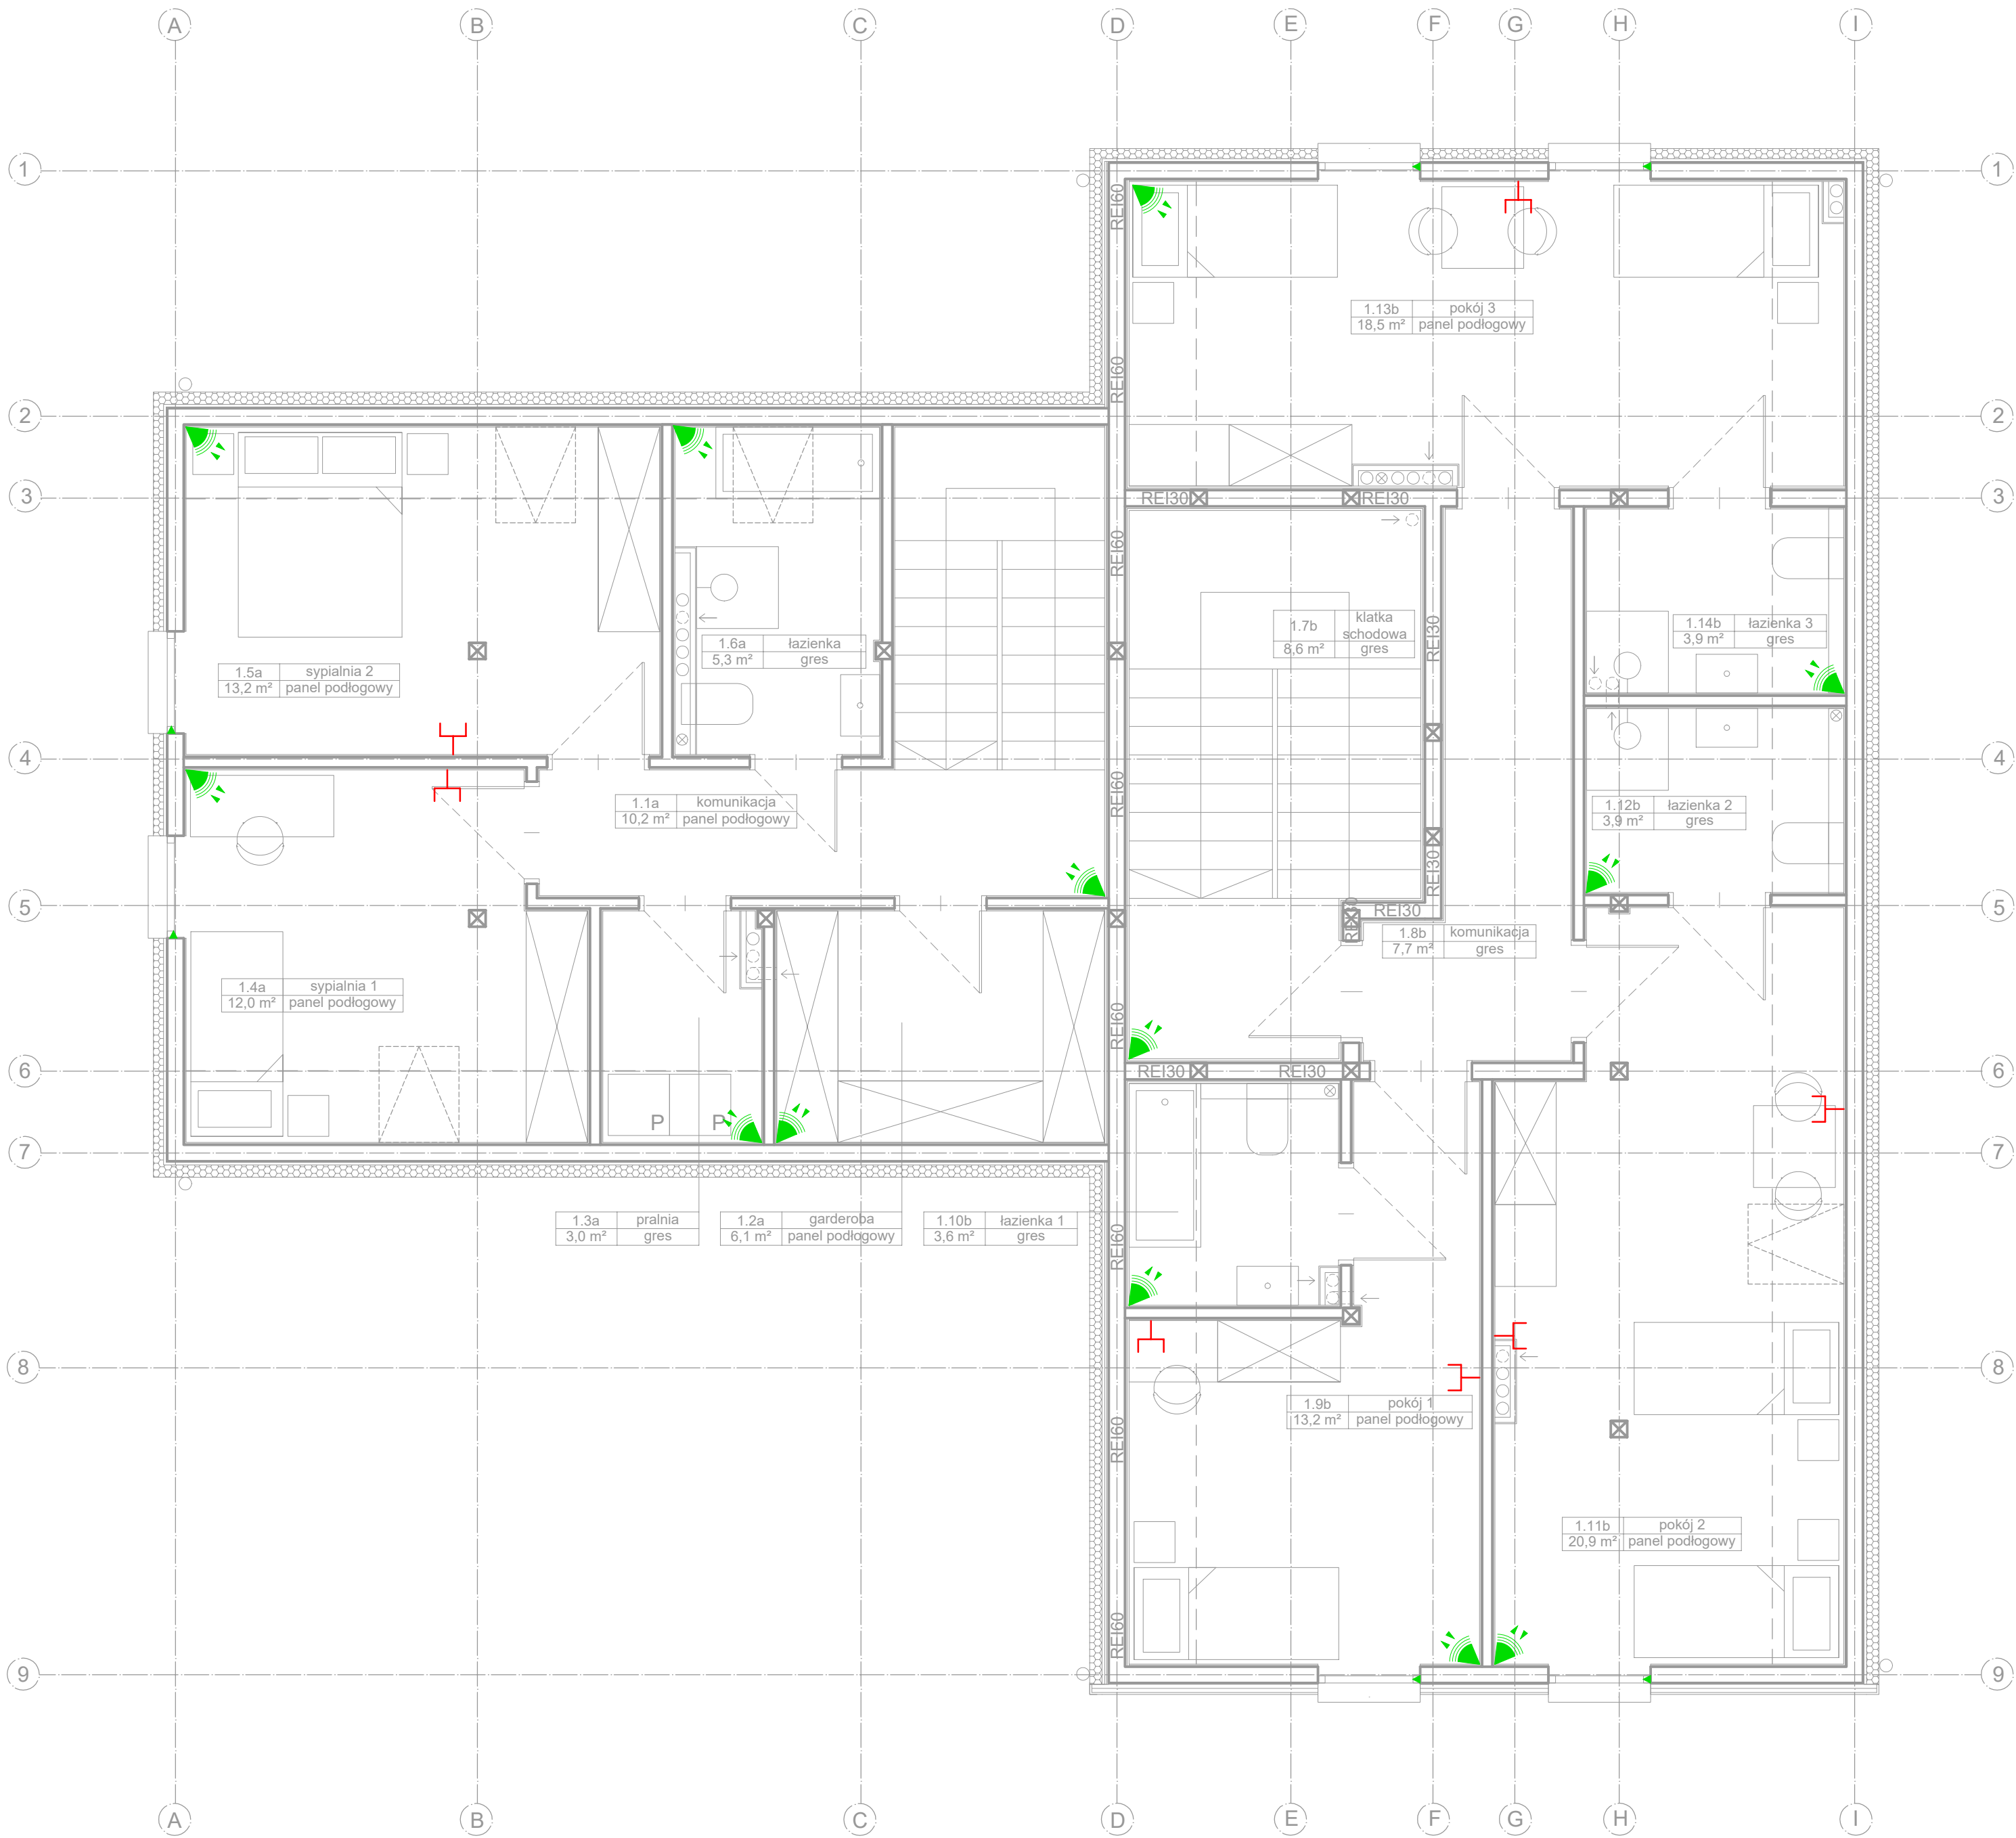 A B C D E F G H I
1 1
REI60
1.13b pokój 3
18,5 m² panel podłogowy
REI60
2 2
3 REI30 REI30 3
REI60
1.7b klatka schodowa
8,6 m² gres
REI30
1.14b łazienka 3
3,9 m² gres
1.6a łazienka
5,3 m² gres
1.5a sypialnia 2
13,2 m² panel podłogowy
4 4
REI60
1.1a komunikacja
10,2 m² panel podłogowy
1.12b łazienka 2
3,9 m² gres
REI30
5 REI30 5
1.8b komunikacja
7,7 m² gres
1.4a sypialnia 1
12,0 m² panel podłogowy
REI60
6 REI30 REI30 6
P P
7 7
1.3a pralnia
3,0 m² gres
1.2a garderoba
6,1 m² panel podłogowy
1.10b łazienka 1
3,6 m² gres
REI60
8 8
1.9b pokój 1
13,2 m² panel podłogowy
REI60
1.11b pokój 2
20,9 m² panel podłogowy
REI60
9 9
A B C D E F G H I